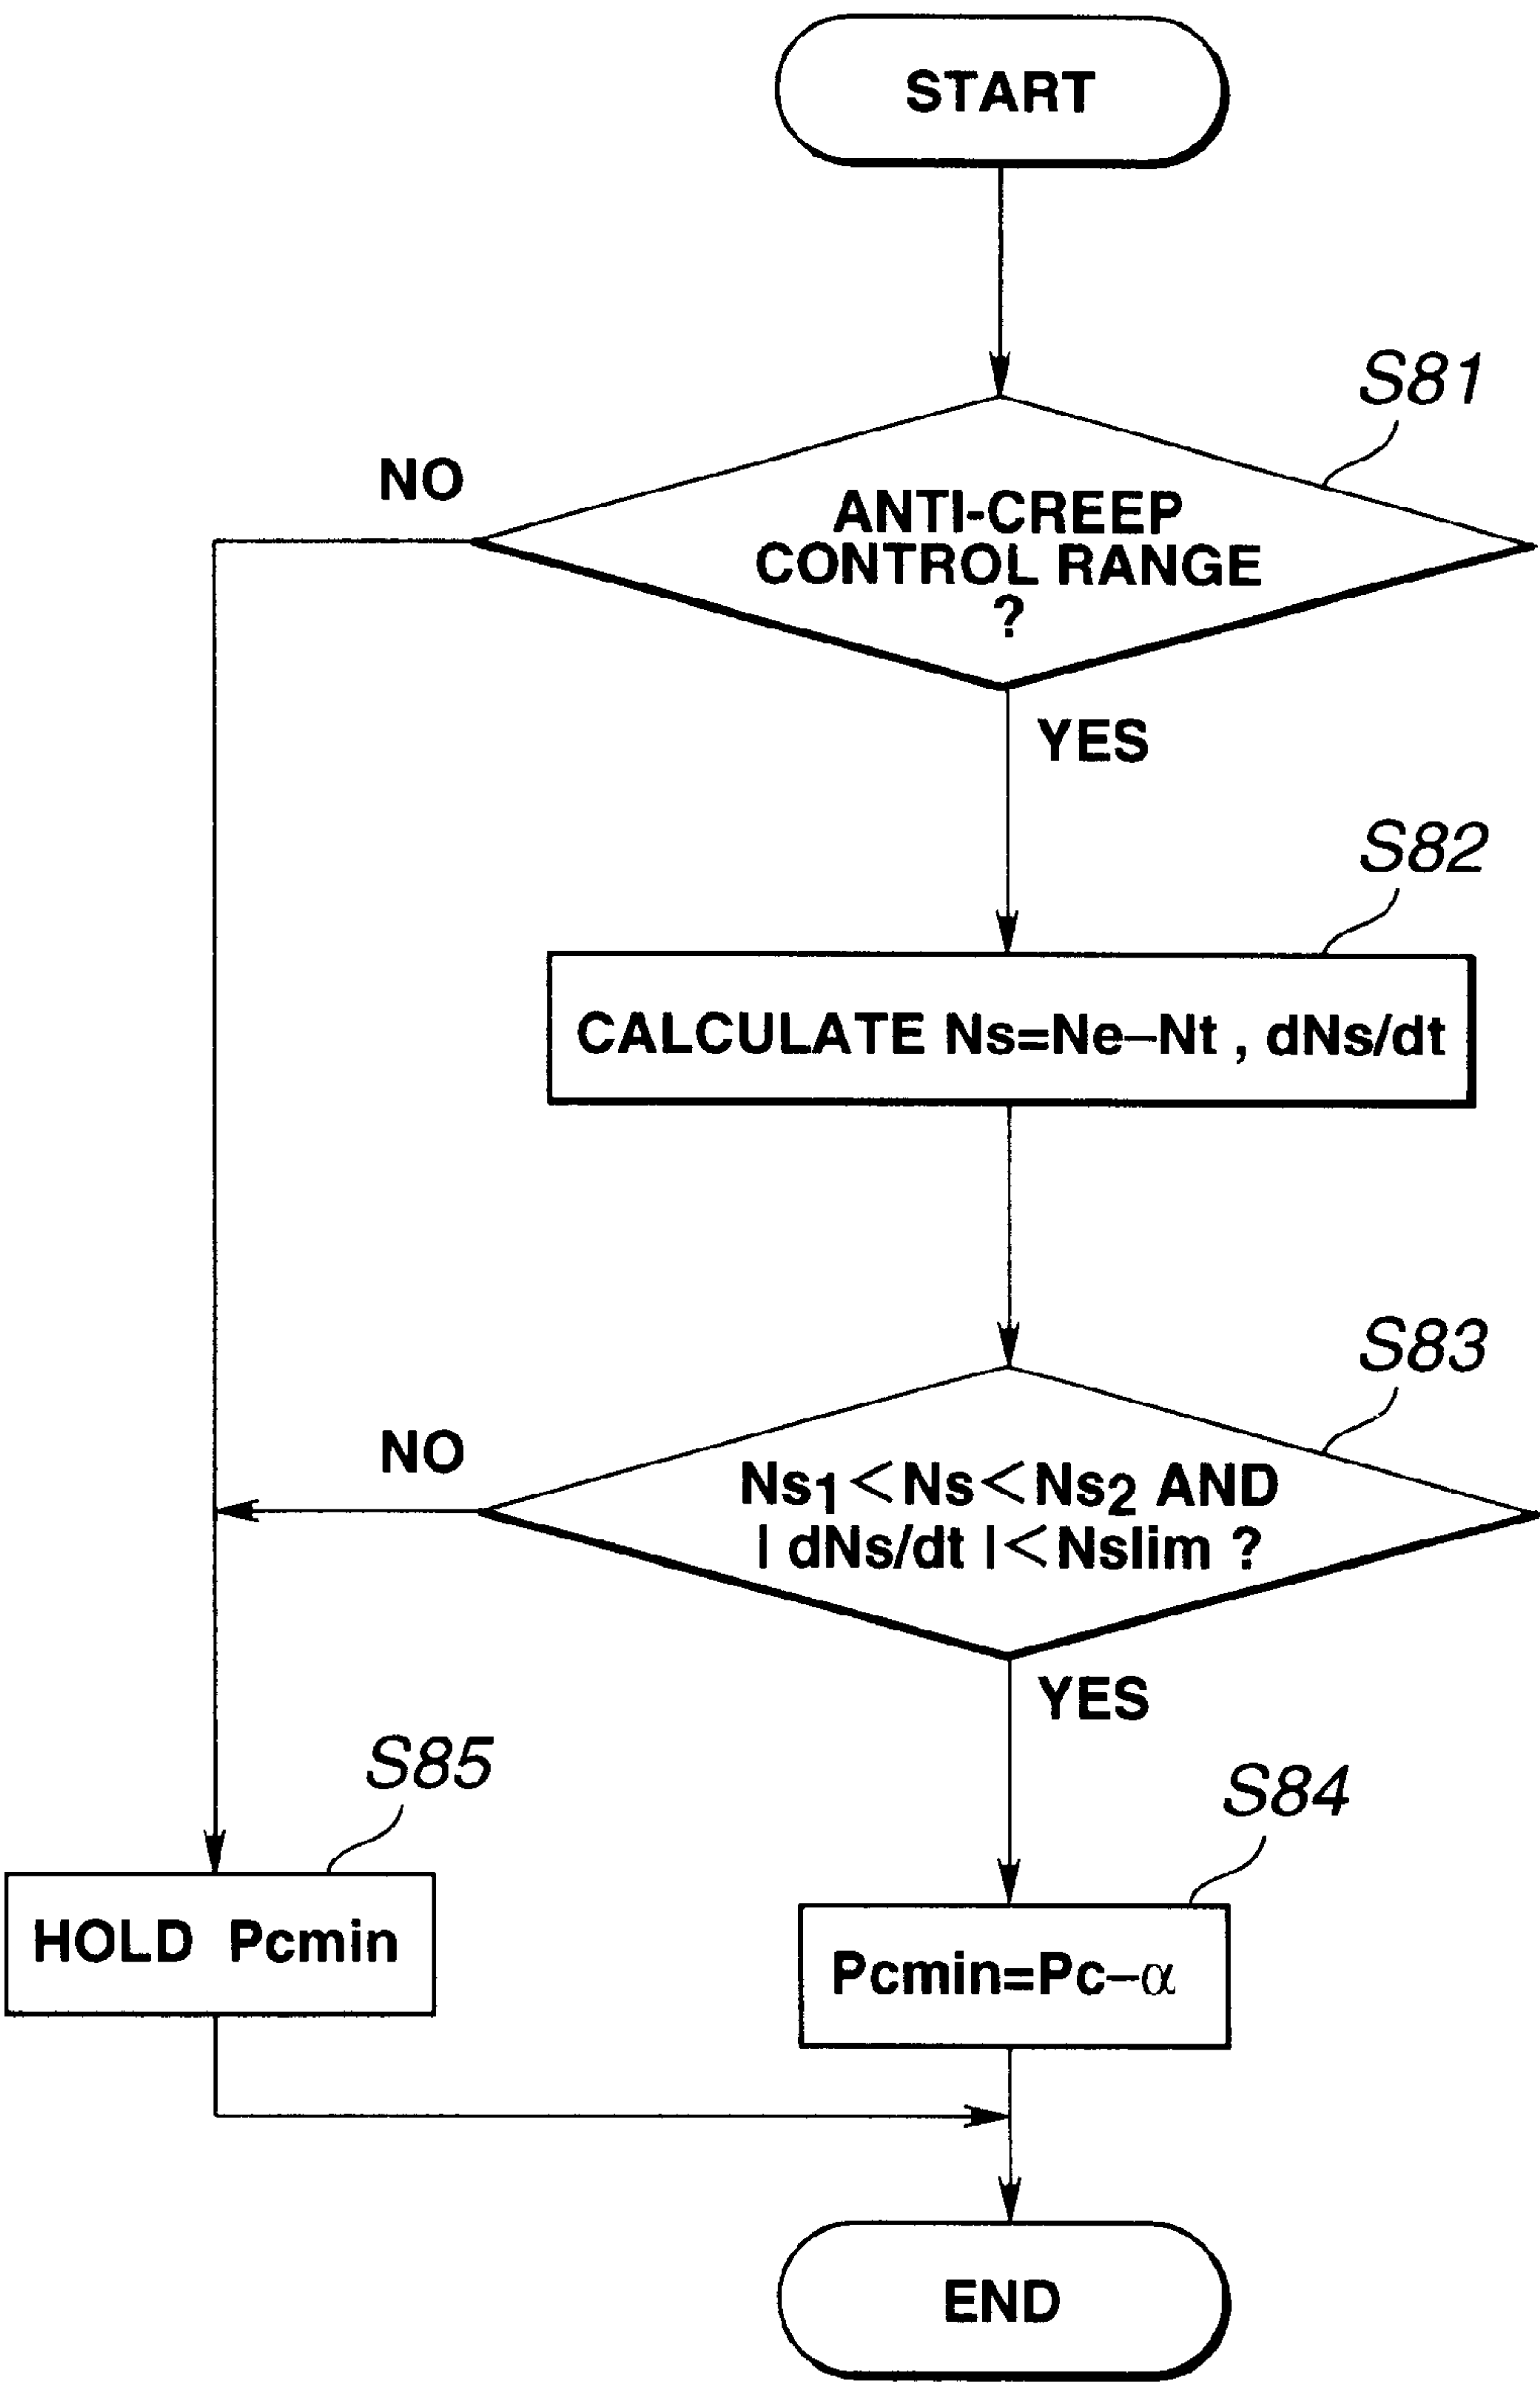 START
S81
NO
ANTI-CREEP
CONTROL RANGE
?
YES
S82
CALCULATE Ns=Ne–Nt , dNs/dt
S83
NO
Ns1<Ns<Ns2 AND
| dNs/dt |<Nslim ?
YES
S85
S84
HOLD Pcmin
Pcmin=Pc–α
END